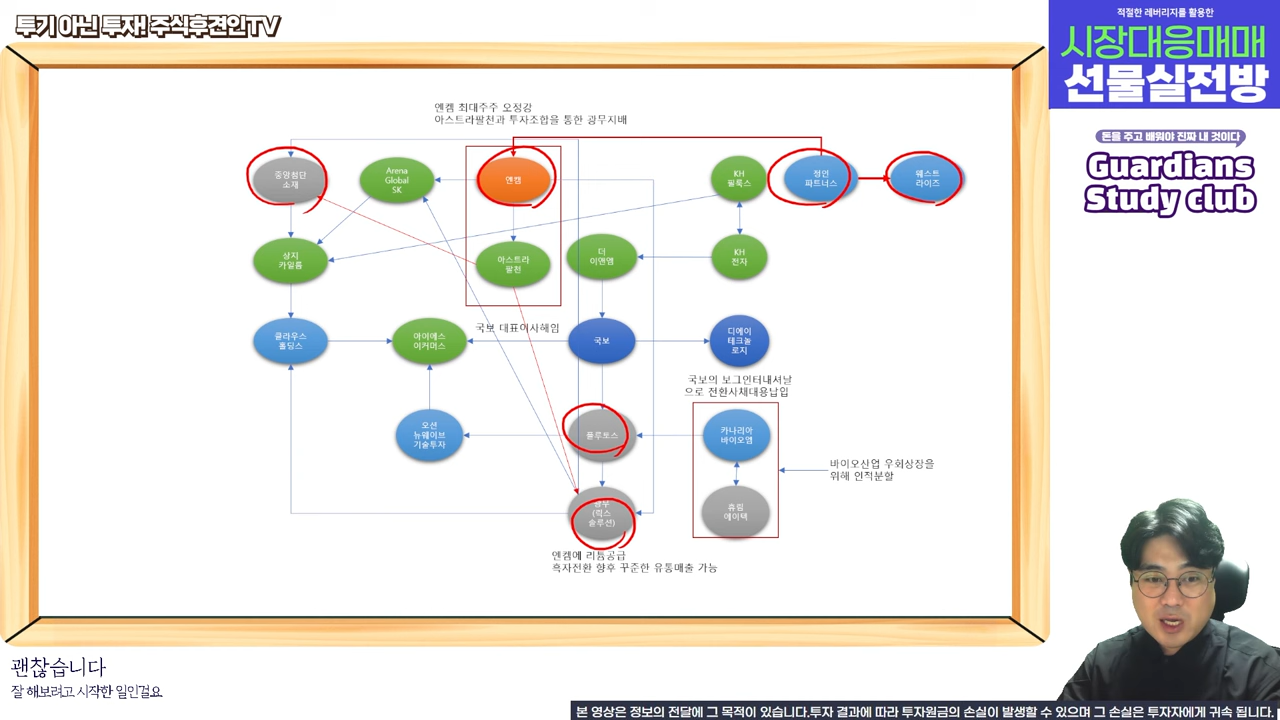 투기 아닌 투재! 주식후견인TV
적절한 레버리지를 활용한
시장대응매매
선물실전방
돈을 주고 배워야 진짜 내 것이다
Guardians
Study club
엔켐 최대주주 오정강
아스트라팔천과 투자조합을 통한 광무지배
중앙첨단
소재
Arena
Global
SK
엔켐
KH
필룩스
정인
파트너스
웨스트
라이즈
상지
카일룸
아스트라
팔천
더
이앤엠
KH
전자
국보 대표이사해임
클라우스
홀딩스
아이에스
이커머스
국보
디에이
테크놀
로지
국보의 보그인터내셔날
으로 전환사채대용납입
오션
뉴웨이브
기술투자
플루토스
카나리아
바이오엠
바이오산업 우회상장을
위해 인적분할
광무
(릭스
솔루션)
휴림
에이텍
엔켐에 리튬공급
흑자전환 향후 꾸준한 유통매출 가능
괜찮습니다
잘 해보려고 시작한 일인걸요
본 영상은 정보의 전달에 그 목적이 있습니다.투자 결과에 따라 투자원금의 손실이 발생할 수 있으며 그 손실은 투자자에게 귀속 됩니다.